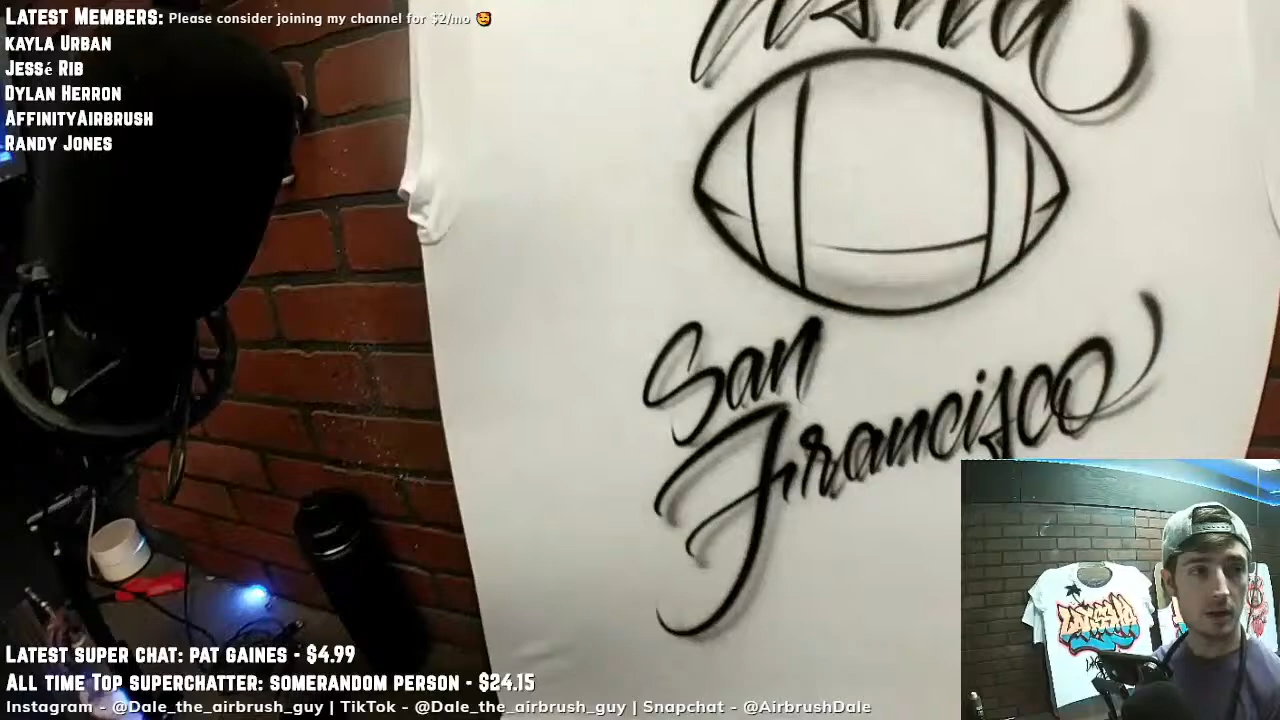 Latest Members: Please consider joining my channel for $2/mo
Kayla Urban
Jessé Rib
Dylan Herron
AffinityAirbrush
Randy Jones
San
Francisco
Latest super chat: Pat Gaines - $4.99
All time Top superchatter: somerandom person - $24.15
Instagram - @Dale_the_airbrush_guy | TikTok - @Dale_the_airbrush_guy | Snapchat - @AirbrushDale